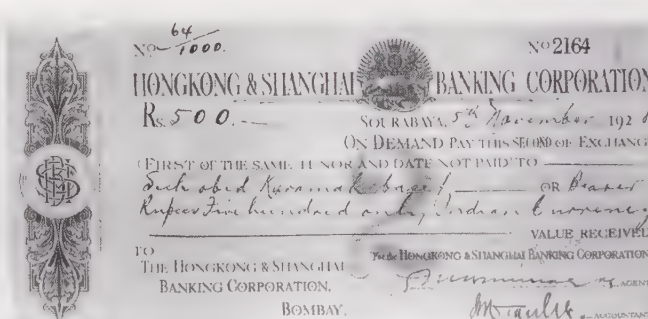 No 64/1000.
No 2164
HONGKONG & SHANGHAI BANKING CORPORATION
Rs. 500.—
SOURABAYA, 5th November 192
ON DEMAND PAY THIS SECOND OF EXCHANGE
(FIRST OF THE SAME TENOR AND DATE NOT PAID) TO
OR Bearer
Rupees Five hundred only, Indian Currency
VALUE RECEIVED
TO
THE HONGKONG & SHANGHAI
BANKING CORPORATION,
BOMBAY.
For the HONGKONG & SHANGHAI BANKING CORPORATION
AGENT
ACCOUNTANT